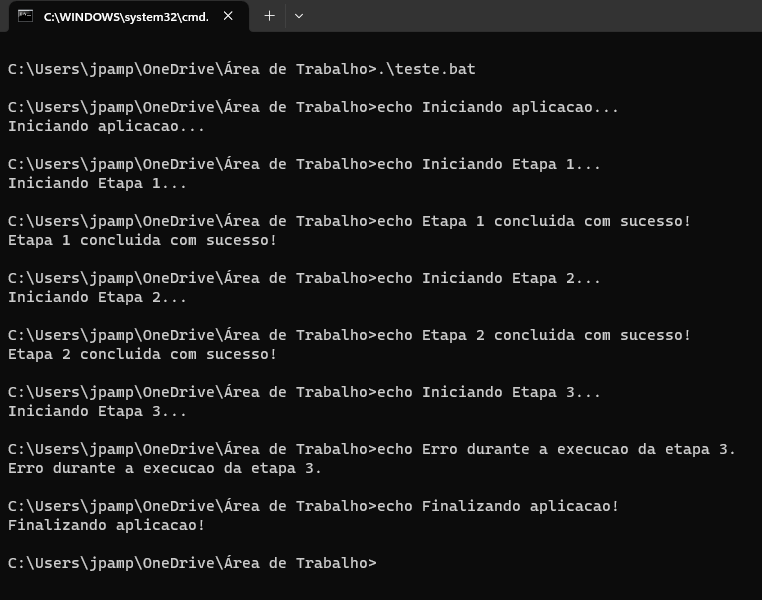 C:\WINDOWS\system32\cmd.
C:\Users\jpamp\OneDrive\Área de Trabalho>.\teste.bat
C:\Users\jpamp\OneDrive\Área de Trabalho>echo Iniciando aplicacao...
Iniciando aplicacao...
C:\Users\jpamp\OneDrive\Área de Trabalho>echo Iniciando Etapa 1...
Iniciando Etapa 1...
C:\Users\jpamp\OneDrive\Área de Trabalho>echo Etapa 1 concluida com sucesso!
Etapa 1 concluida com sucesso!
C:\Users\jpamp\OneDrive\Área de Trabalho>echo Iniciando Etapa 2...
Iniciando Etapa 2...
C:\Users\jpamp\OneDrive\Área de Trabalho>echo Etapa 2 concluida com sucesso!
Etapa 2 concluida com sucesso!
C:\Users\jpamp\OneDrive\Área de Trabalho>echo Iniciando Etapa 3...
Iniciando Etapa 3...
C:\Users\jpamp\OneDrive\Área de Trabalho>echo Erro durante a execucao da etapa 3.
Erro durante a execucao da etapa 3.
C:\Users\jpamp\OneDrive\Área de Trabalho>echo Finalizando aplicacao!
Finalizando aplicacao!
C:\Users\jpamp\OneDrive\Área de Trabalho>